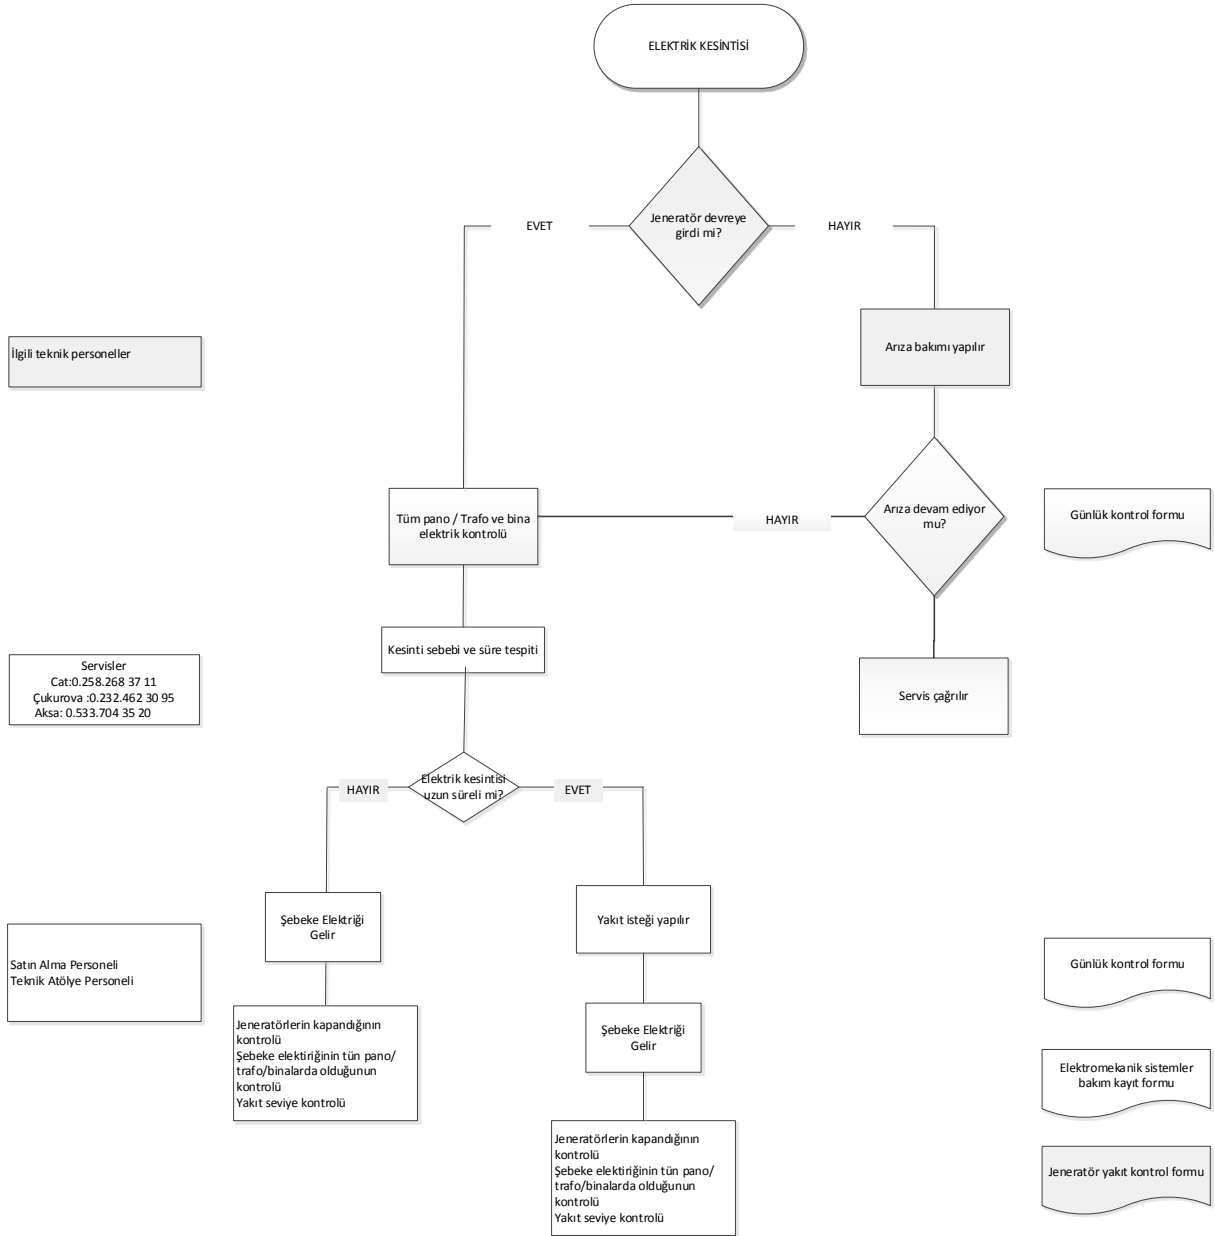 ELEKTRİK KESİNTİSİ
Jeneratör devreye
girdi mi?
EVET
HAYIR
İlgili teknik personeller
Arıza bakımı yapılır
Tüm pano / Trafo ve bina
elektrik kontrolü
HAYIR
Arıza devam ediyor
mu?
Günlük kontrol formu
Kesinti sebebi ve süre tespiti
Servisler
Cat:0.258.268 37 11
Çukurova :0.232.462 30 95
Aksa: 0.533.704 35 20
Servis çağrılır
HAYIR
Elektrik kesintisi
uzun süreli mi?
EVET
Şebeke Elektriği
Gelir
Yakıt isteği yapılır
Satın Alma Personeli
Teknik Atölye Personeli
Günlük kontrol formu
Jeneratörlerin kapandığının
kontrolü
Şebeke elektiriğinin tün pano/
trafo/binalarda olduğunun
kontrolü
Yakıt seviye kontrolü
Şebeke Elektriği
Gelir
Elektromekanik sistemler
bakım kayıt formu
Jeneratörlerin kapandığının
kontrolü
Şebeke elektiriğinin tün pano/
trafo/binalarda olduğunun
kontrolü
Yakıt seviye kontrolü
Jeneratör yakıt kontrol formu